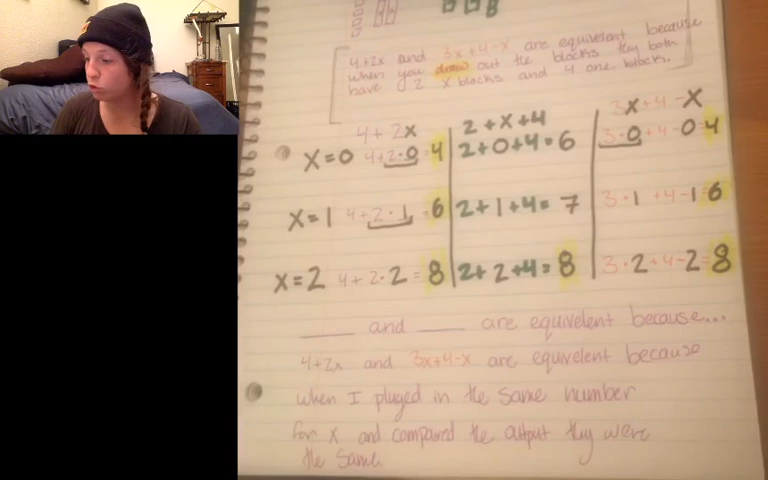 4+2x and 3x+4-x are equivelent because
when you draw out the blocks they both
have 2 x blocks and 4 one blocks.
4 + 2x 2 + x + 4 3x + 4 - x
x=0 4+2·0=4 2+0+4=6 3·0+4-0=4
x=1 4+2·1=6 2+1+4=7 3·1+4-1=6
x=2 4+2·2=8 2+2+4=8 3·2+4-2=8
____ and ____ are equivelent because...
4+2x and 3x+4-x are equivelent because
when I pluged in the same number
for x and compared the output they were
the same